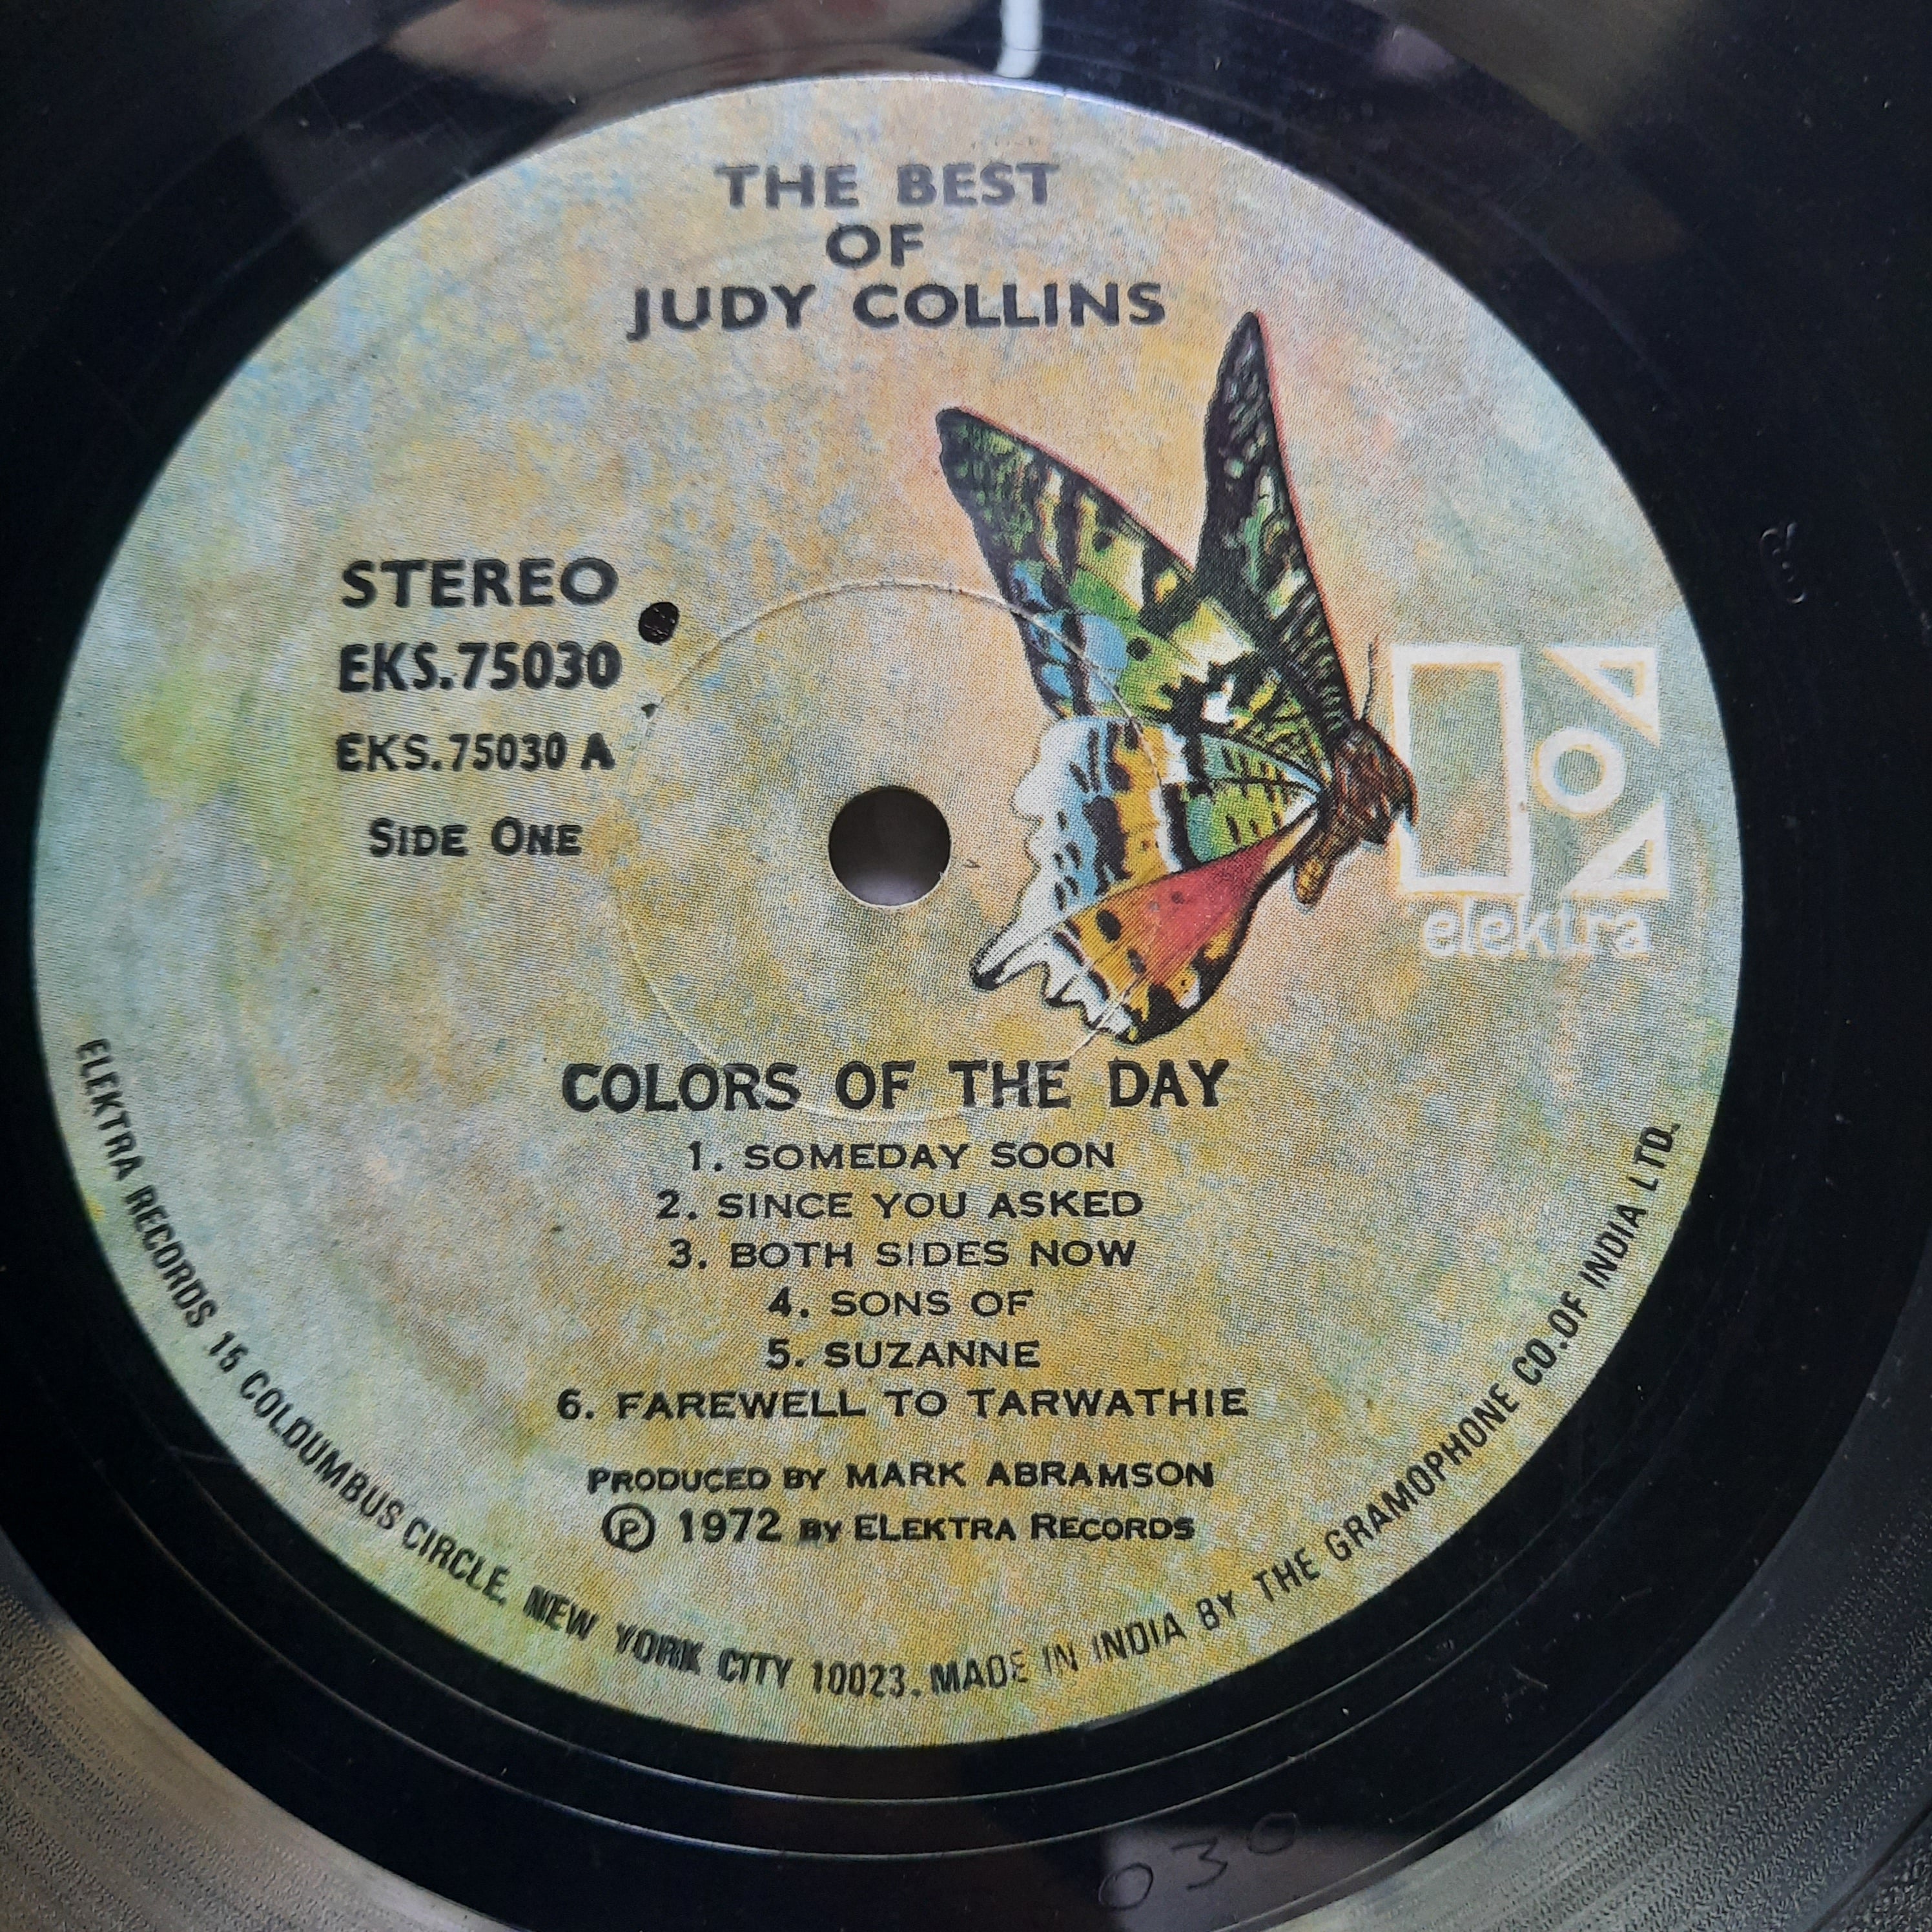 THE BEST
OF
JUDY COLLINS
STEREO
EKS.75030
EKS.75030 A
SIDE ONE
elektra
COLORS OF THE DAY
1. SOMEDAY SOON
2. SINCE YOU ASKED
3. BOTH SIDES NOW
4. SONS OF
5. SUZANNE
6. FAREWELL TO TARWATHIE
PRODUCED BY MARK ABRAMSON
℗ 1972 BY ELEKTRA RECORDS
ELEKTRA RECORDS 15 COLOUMBUS CIRCLE, NEW YORK CITY 10023. MADE IN INDIA BY THE GRAMOPHONE CO.OF INDIA LTD.
030